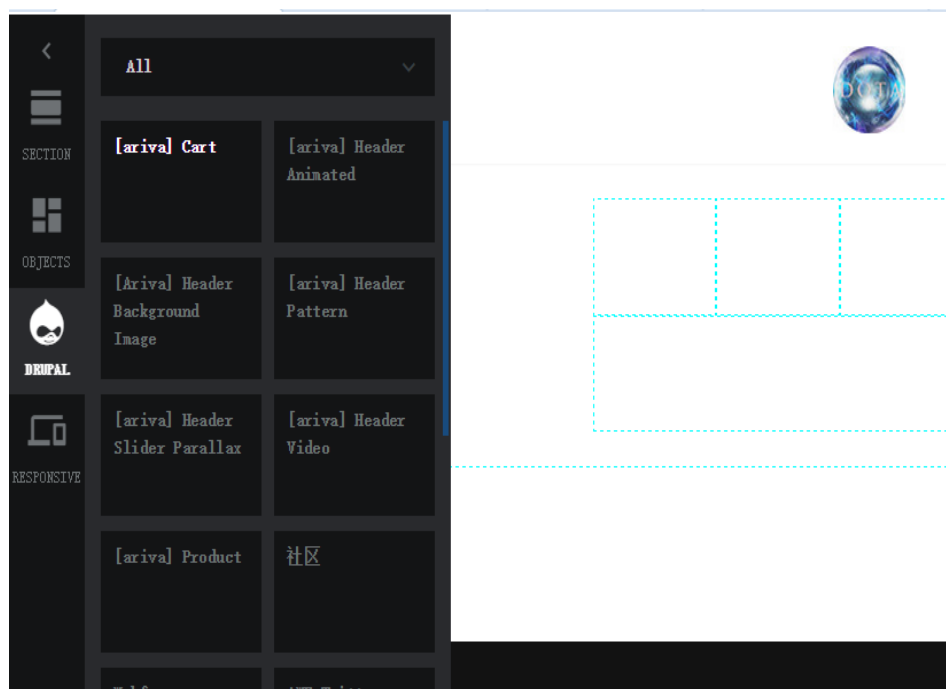 All
SECTION
OBJECTS
DRUPAL
RESPONSIVE
[ariva] Cart
[ariva] Header
Animated
[Ariva] Header
Background
Image
[ariva] Header
Pattern
[ariva] Header
Slider Parallax
[ariva] Header
Video
[ariva] Product
社区
DOTA